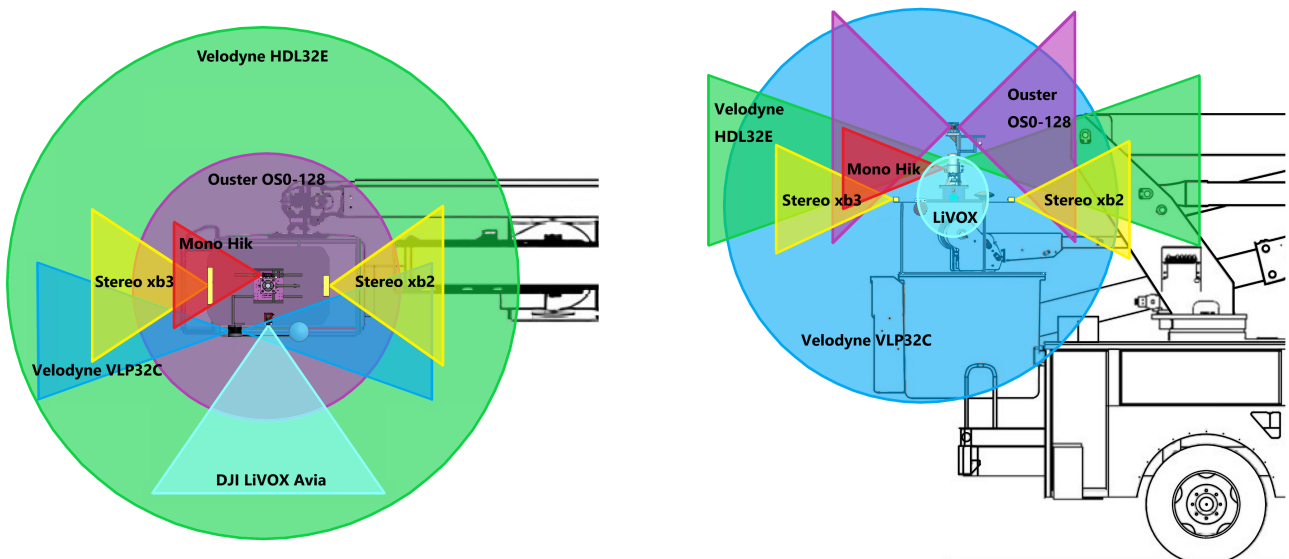 Velodyne HDL32E
Ouster OS0-128
Mono Hik
Stereo xb3
Stereo xb2
Velodyne VLP32C
DJI LiVOX Avia
Velodyne
HDL32E
Ouster
OS0-128
Mono Hik
Stereo xb3
LiVOX
Stereo xb2
Velodyne VLP32C